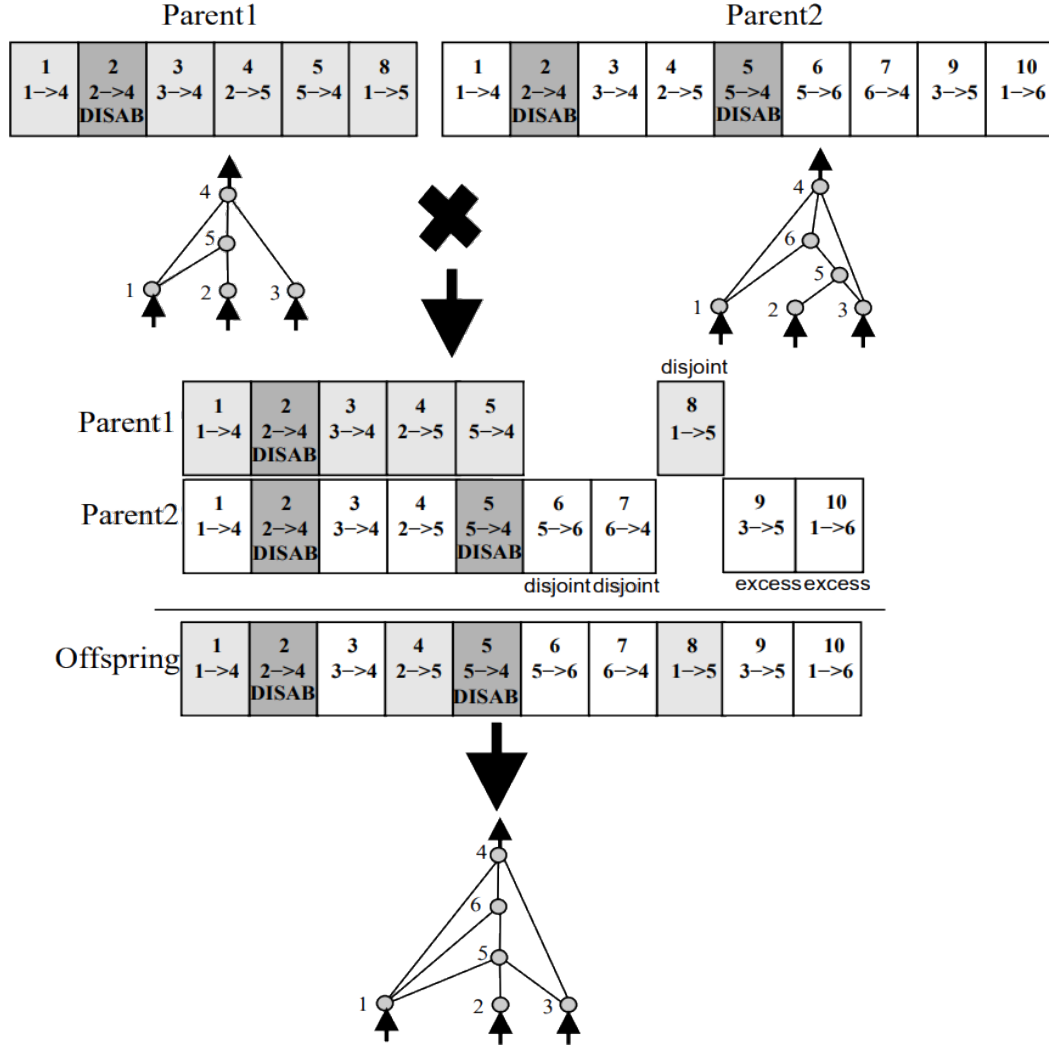 Parent1
Parent2
1 2 3 4 5 8
1−>4 2−>4 3−>4 2−>5 5−>4 1−>5
DISAB
1 2 3 4 5 6 7 9 10
1−>4 2−>4 3−>4 2−>5 5−>4 5−>6 6−>4 3−>5 1−>6
DISAB DISAB
4
5
1 2 3
4
6
5
1 2 3
disjoint
Parent1
1 2 3 4 5 8
1−>4 2−>4 3−>4 2−>5 5−>4 1−>5
DISAB
Parent2
1 2 3 4 5 6 7 9 10
1−>4 2−>4 3−>4 2−>5 5−>4 5−>6 6−>4 3−>5 1−>6
DISAB DISAB
disjoint disjoint excess excess
Offspring
1 2 3 4 5 6 7 8 9 10
1−>4 2−>4 3−>4 2−>5 5−>4 5−>6 6−>4 1−>5 3−>5 1−>6
DISAB DISAB
4
6
5
1 2 3